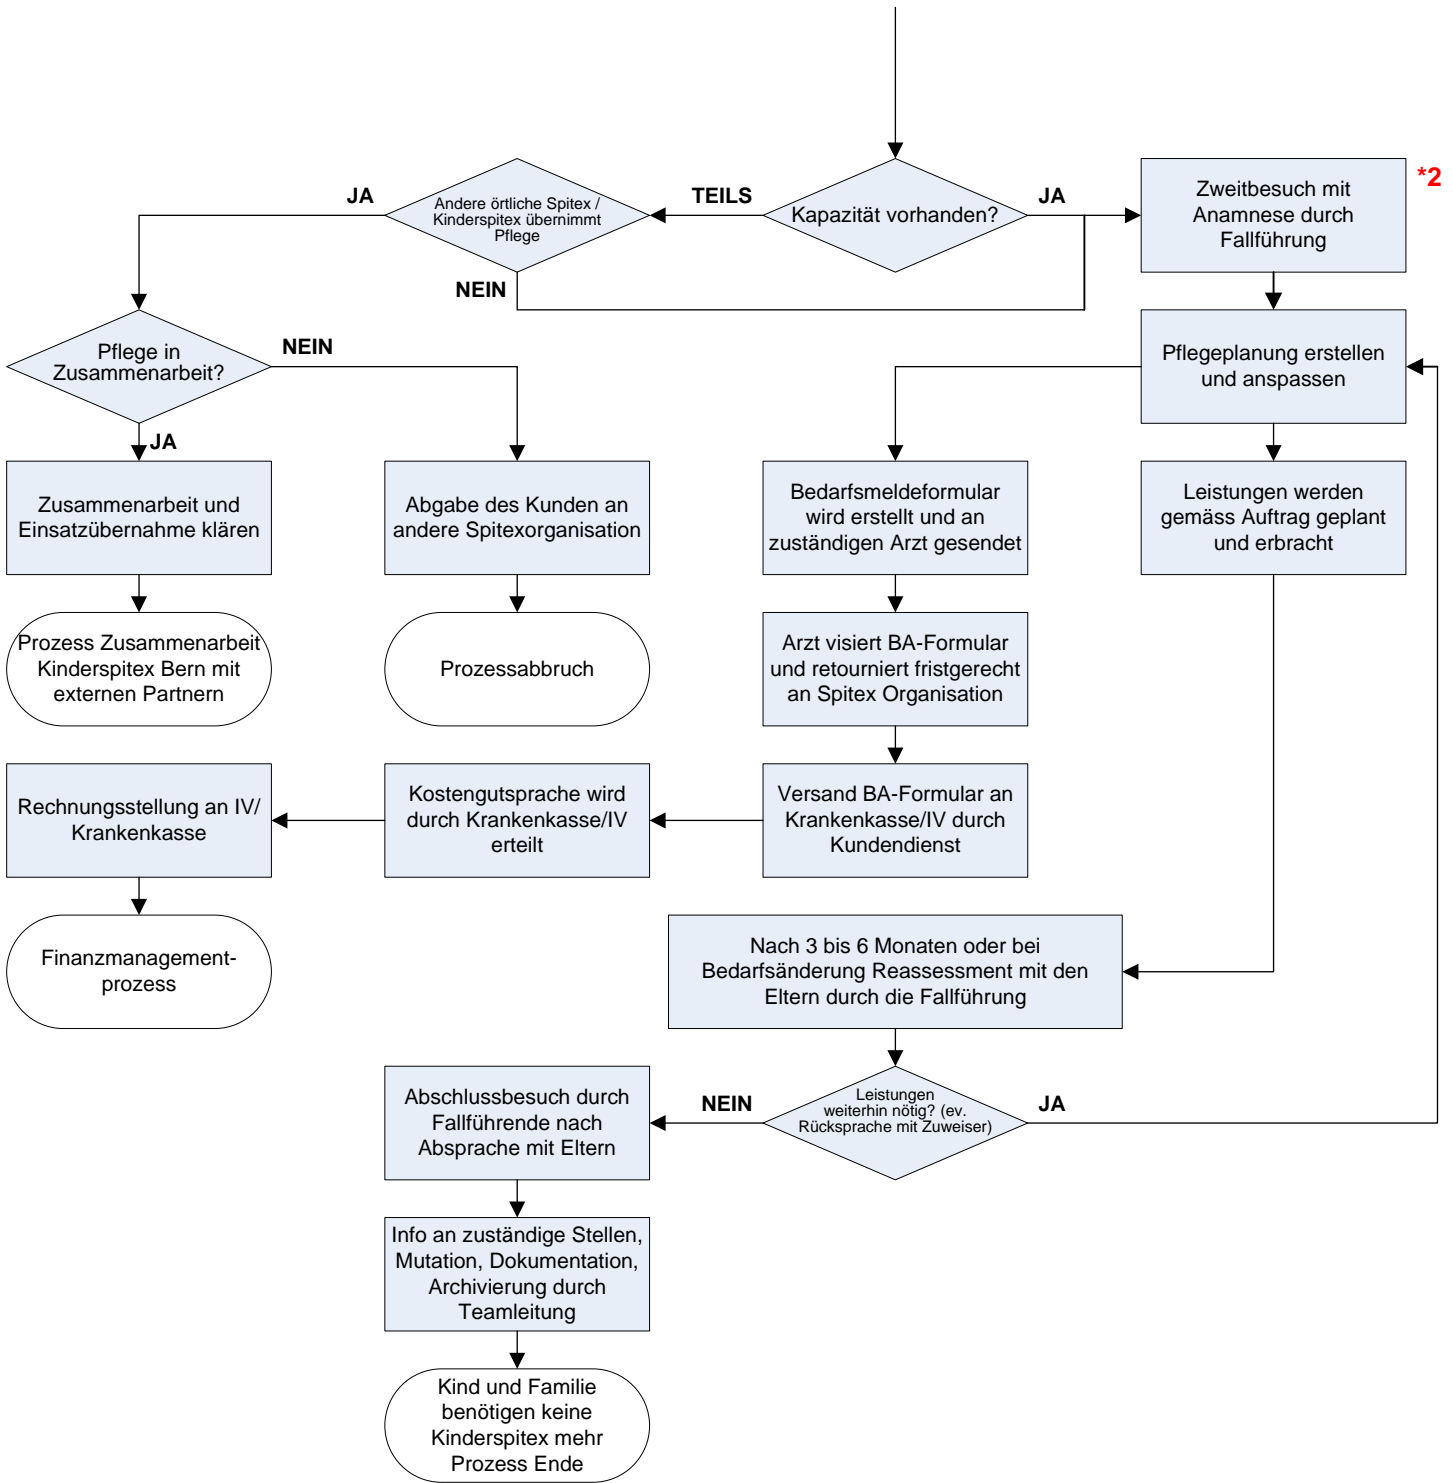 JA
Andere örtliche Spitex /
Kinderspitex übernimmt
Pflege
TEILS
Kapazität vorhanden?
JA
Zweitbesuch mit
Anamnese durch
Fallführung
*2
NEIN
Pflege in
Zusammenarbeit?
NEIN
Pflegeplanung erstellen
und anspassen
JA
Zusammenarbeit und
Einsatzübernahme klären
Abgabe des Kunden an
andere Spitexorganisation
Bedarfsmeldeformular
wird erstellt und an
zuständigen Arzt gesendet
Leistungen werden
gemäss Auftrag geplant
und erbracht
Prozess Zusammenarbeit
Kinderspitex Bern mit
externen Partnern
Prozessabbruch
Arzt visiert BA-Formular
und retourniert fristgerecht
an Spitex Organisation
Rechnungsstellung an IV/
Krankenkasse
Kostengutsprache wird
durch Krankenkasse/IV
erteilt
Versand BA-Formular an
Krankenkasse/IV durch
Kundendienst
Finanzmanagement-
prozess
Nach 3 bis 6 Monaten oder bei
Bedarfsänderung Reassessment mit den
Eltern durch die Fallführung
Abschlussbesuch durch
Fallführende nach
Absprache mit Eltern
NEIN
Leistungen
weiterhin nötig? (ev.
Rücksprache mit Zuweiser)
JA
Info an zuständige Stellen,
Mutation, Dokumentation,
Archivierung durch
Teamleitung
Kind und Familie
benötigen keine
Kinderspitex mehr
Prozess Ende